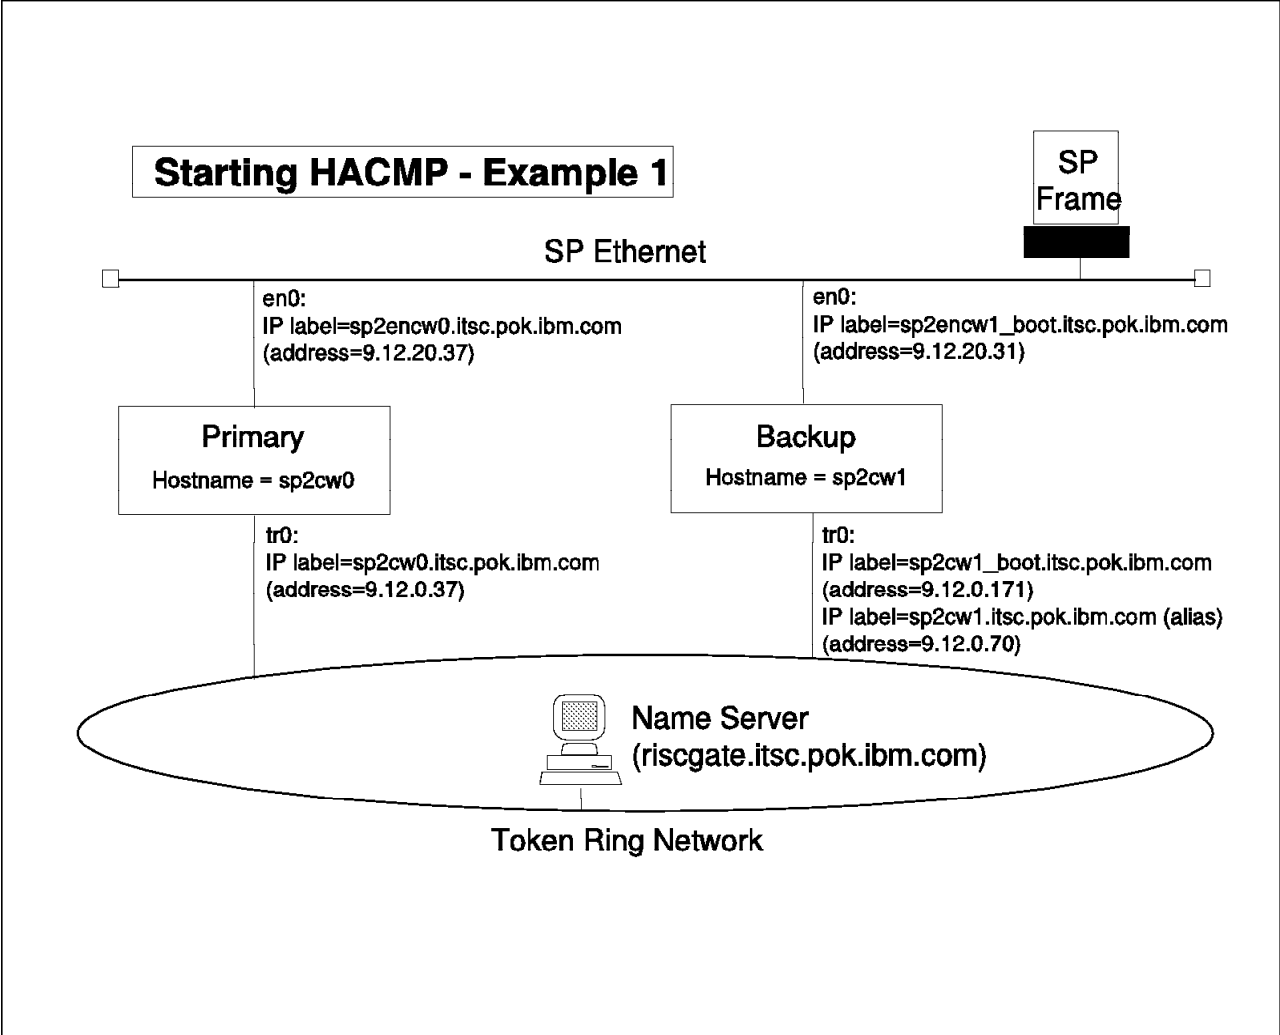 Starting HACMP - Example 1
SP
Frame
SP Ethernet
en0:
IP label=sp2encw0.itsc.pok.ibm.com
(address=9.12.20.37)
en0:
IP label=sp2encw1_boot.itsc.pok.ibm.com
(address=9.12.20.31)
Primary
Hostname = sp2cw0
Backup
Hostname = sp2cw1
tr0:
IP label=sp2cw0.itsc.pok.ibm.com
(address=9.12.0.37)
tr0:
IP label=sp2cw1_boot.itsc.pok.ibm.com
(address=9.12.0.171)
IP label=sp2cw1.itsc.pok.ibm.com (alias)
(address=9.12.0.70)
Name Server
(riscgate.itsc.pok.ibm.com)
Token Ring Network